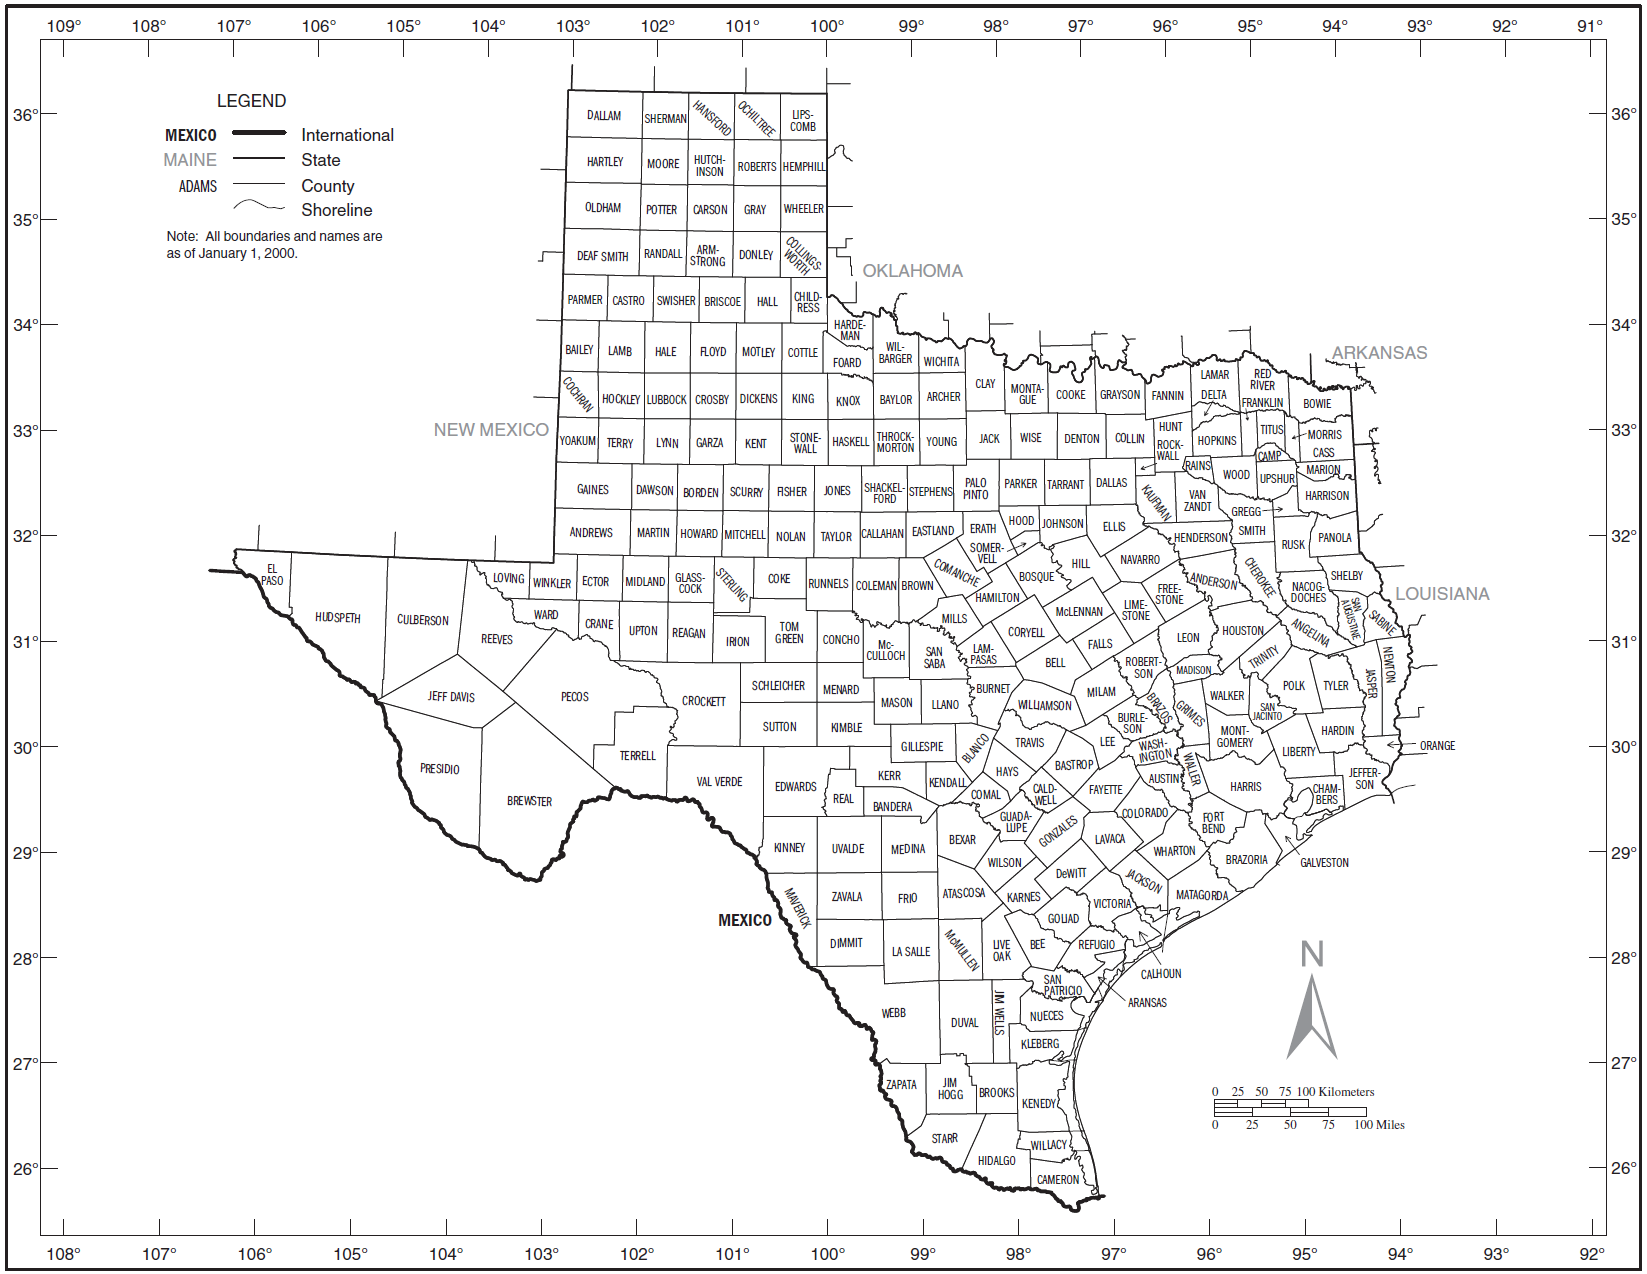 109° 108° 107° 106° 105° 104° 103° 102° 101° 100° 99° 98° 97° 96° 95° 94° 93° 92° 91°
LEGEND
MEXICO International
MAINE State
ADAMS County
Shoreline
Note: All boundaries and names are
as of January 1, 2000.
36° 36°
35° 35°
34° 34°
33° 33°
32° 32°
31° 31°
30° 30°
29° 29°
28° 28°
27° 27°
26° 26°
OKLAHOMA
ARKANSAS
NEW MEXICO
LOUISIANA
MEXICO
DALLAM
SHERMAN
HANSFORD
OCHILTREE
LIPS-
COMB
HARTLEY
MOORE
HUTCH-
INSON
ROBERTS
HEMPHILL
OLDHAM
POTTER
CARSON
GRAY
WHEELER
DEAF SMITH
RANDALL
ARM-
STRONG
DONLEY
COLLINGS-
WORTH
PARMER
CASTRO
SWISHER
BRISCOE
HALL
CHILD-
RESS
HARDE-
MAN
BAILEY
LAMB
HALE
FLOYD
MOTLEY
COTTLE
FOARD
WIL-
BARGER
WICHITA
COCHRAN
HOCKLEY
LUBBOCK
CROSBY
DICKENS
KING
KNOX
BAYLOR
ARCHER
CLAY
MONTA-
GUE
COOKE
GRAYSON
FANNIN
LAMAR
DELTA
RED
RIVER
FRANKLIN
BOWIE
YOAKUM
TERRY
LYNN
GARZA
KENT
STONE-
WALL
HASKELL
THROCK-
MORTON
YOUNG
JACK
WISE
DENTON
COLLIN
HUNT
ROCK-
WALL
HOPKINS
TITUS
MORRIS
CASS
CAMP
RAINS
WOOD
UPSHUR
MARION
HARRISON
GAINES
DAWSON
BORDEN
SCURRY
FISHER
JONES
SHACKEL-
FORD
STEPHENS
PALO
PINTO
PARKER
TARRANT
DALLAS
KAUFMAN
VAN
ZANDT
GREGG
SMITH
ANDREWS
MARTIN
HOWARD
MITCHELL
NOLAN
TAYLOR
CALLAHAN
EASTLAND
ERATH
HOOD
SOMER-
VELL
JOHNSON
ELLIS
HENDERSON
RUSK
PANOLA
EL
PASO
HUDSPETH
CULBERSON
LOVING
WINKLER
ECTOR
MIDLAND
GLASS-
COCK
STERLING
COKE
RUNNELS
COLEMAN
BROWN
COMANCHE
HAMILTON
BOSQUE
HILL
NAVARRO
FREE-
STONE
ANDERSON
CHEROKEE
NACOG-
DOCHES
SHELBY
SAN
AUGUSTINE
SABINE
REEVES
WARD
CRANE
UPTON
REAGAN
IRION
TOM
GREEN
CONCHO
Mc-
CULLOCH
SAN
SABA
MILLS
LAM-
PASAS
CORYELL
McLENNAN
LIME-
STONE
FALLS
BELL
LEON
HOUSTON
TRINITY
ANGELINA
NEWTON
JASPER
TYLER
POLK
JEFF DAVIS
PECOS
CROCKETT
SCHLEICHER
MENARD
MASON
LLANO
BURNET
WILLIAMSON
MILAM
ROBERT-
SON
MADISON
WALKER
SAN
JACINTO
BRAZOS
GRIMES
SUTTON
KIMBLE
GILLESPIE
BLANCO
TRAVIS
LEE
BURLE-
SON
WASH-
INGTON
MONT-
GOMERY
LIBERTY
HARDIN
ORANGE
PRESIDIO
BREWSTER
TERRELL
VAL VERDE
EDWARDS
REAL
KERR
BANDERA
KENDALL
HAYS
COMAL
BASTROP
CALD-
WELL
FAYETTE
AUSTIN
WALLER
HARRIS
CHAM-
BERS
JEFFER-
SON
GUADA-
LUPE
GONZALES
LAVACA
COLORADO
FORT
BEND
WHARTON
BRAZORIA
GALVESTON
KINNEY
UVALDE
MEDINA
BEXAR
WILSON
DeWITT
JACKSON
MATAGORDA
MAVERICK
ZAVALA
FRIO
ATASCOSA
KARNES
VICTORIA
GOLIAD
DIMMIT
LA SALLE
McMULLEN
LIVE
OAK
BEE
REFUGIO
CALHOUN
ARANSAS
SAN
PATRICIO
WEBB
DUVAL
JIM WELLS
NUECES
KLEBERG
ZAPATA
JIM
HOGG
BROOKS
KENEDY
STARR
HIDALGO
WILLACY
CAMERON
N
0 25 50 75 100 Kilometers
0 25 50 75 100 Miles
108° 107° 106° 105° 104° 103° 102° 101° 100° 99° 98° 97° 96° 95° 94° 93° 92°